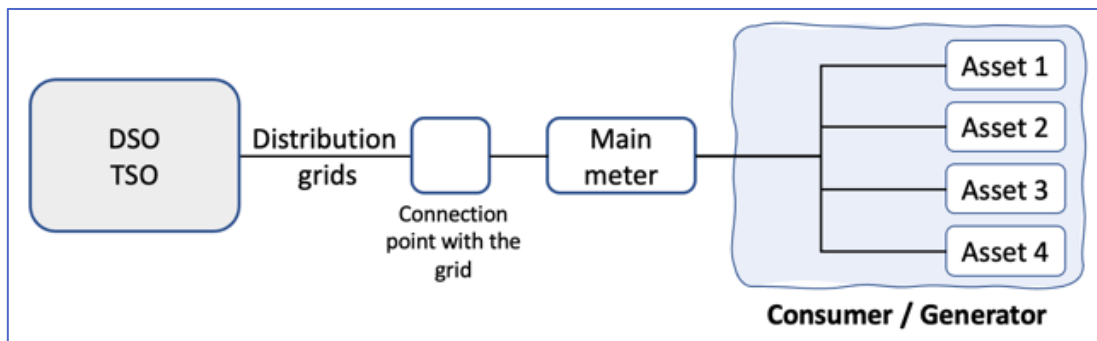 DSO
TSO
Distribution
grids
Connection
point with the
grid
Main
meter
Asset 1
Asset 2
Asset 3
Asset 4
Consumer / Generator